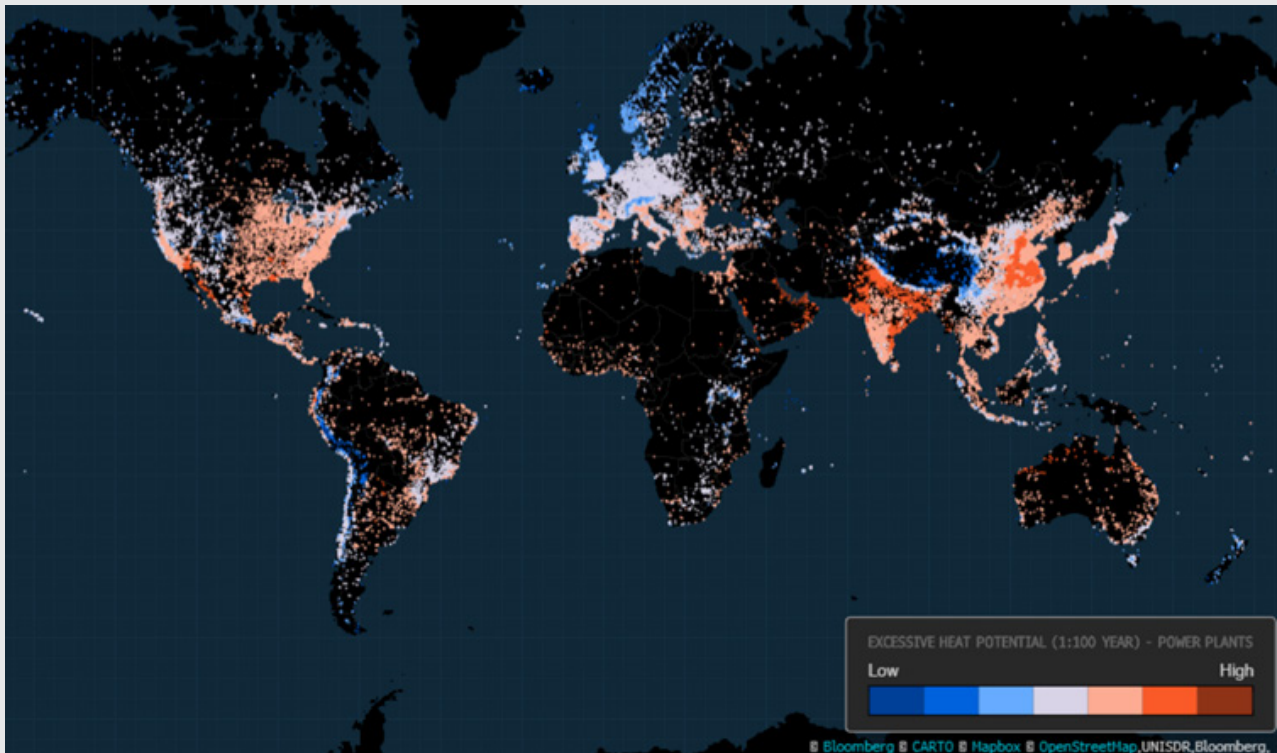 EXCESSIVE HEAT POTENTIAL (1:100 YEAR) - POWER PLANTS
Low High
© Bloomberg © CARTO © Mapbox © OpenStreetMap,UNISDR,Bloomberg